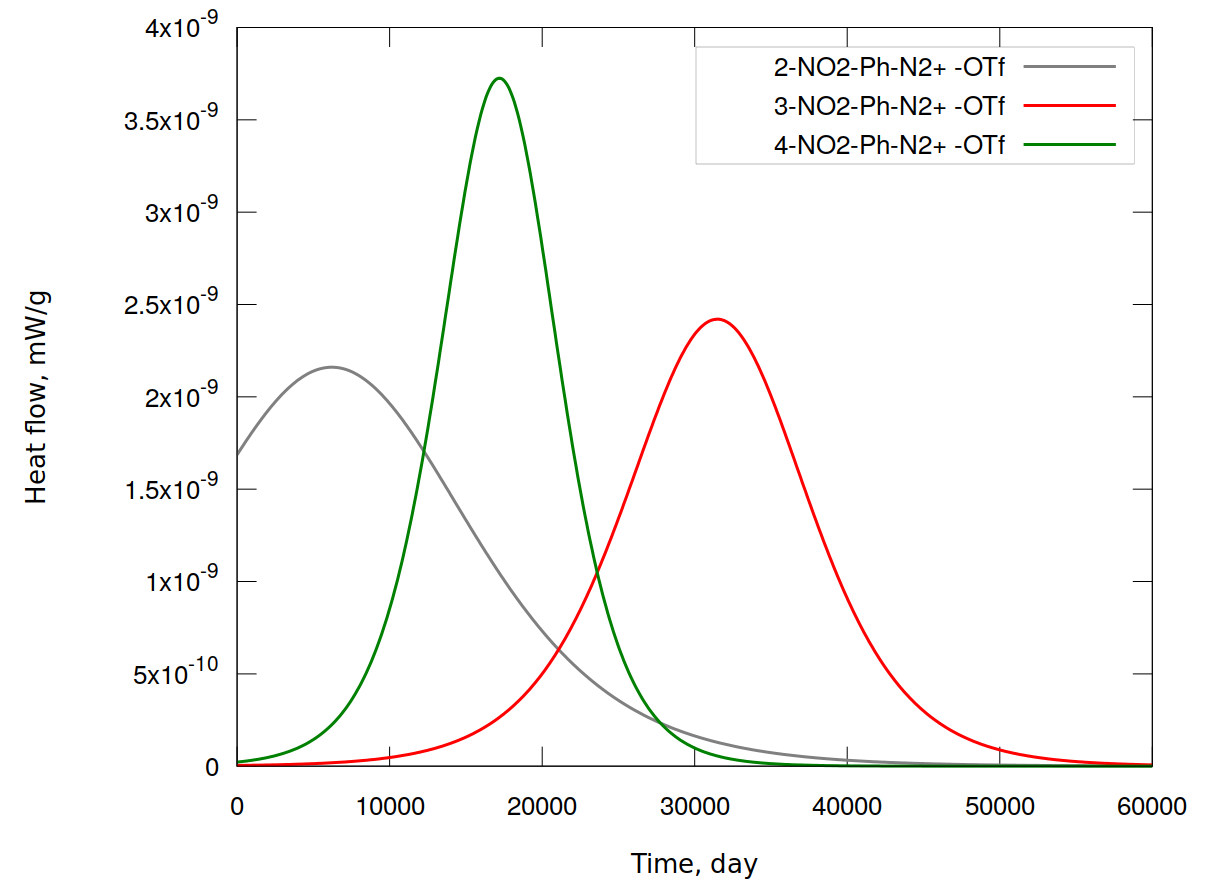 4x10-9
3.5x10-9
3x10-9
2.5x10-9
2x10-9
1.5x10-9
1x10-9
5x10-10
0
Heat flow, mW/g
2-NO2-Ph-N2+ -OTf
3-NO2-Ph-N2+ -OTf
4-NO2-Ph-N2+ -OTf
0 10000 20000 30000 40000 50000 60000
Time, day